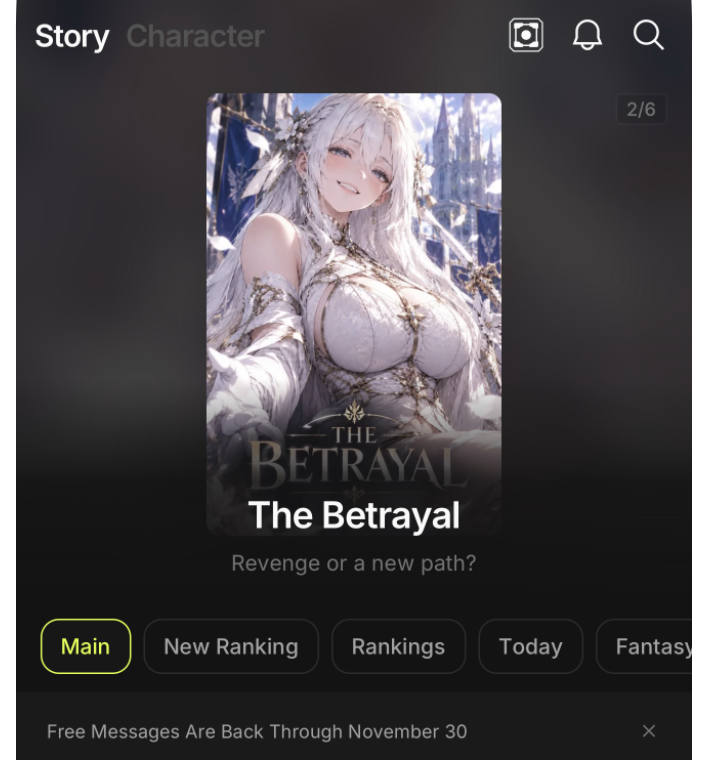 Story Character
2/6
THE
BETRAYAL
The Betrayal
Revenge or a new path?
Main New Ranking Rankings Today Fantasy
Free Messages Are Back Through November 30